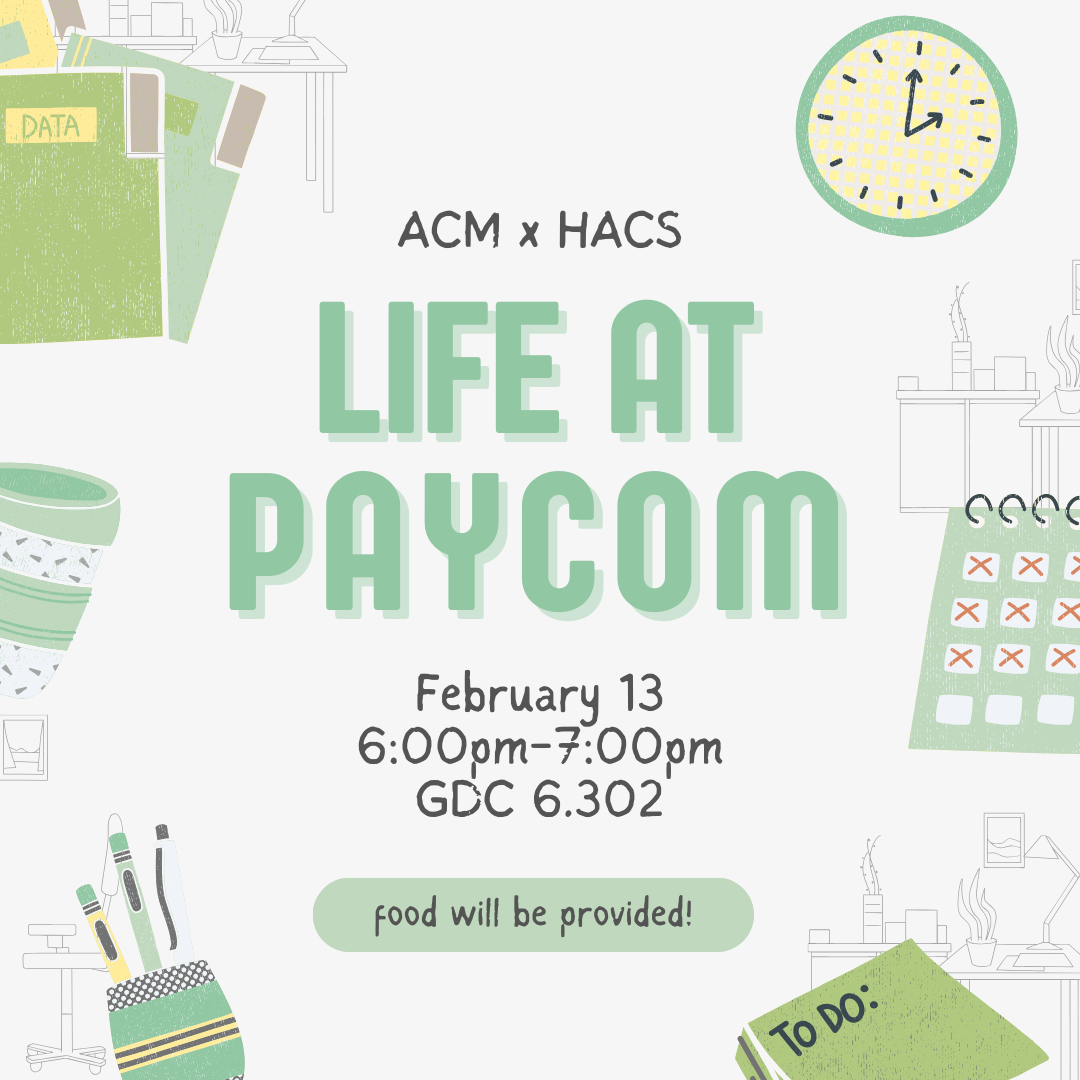 DATA
ACM x HACS
LIFE AT
PAYCOM
February 13
6:00pm-7:00pm
GDC 6.302
food will be provided!
TO DO: